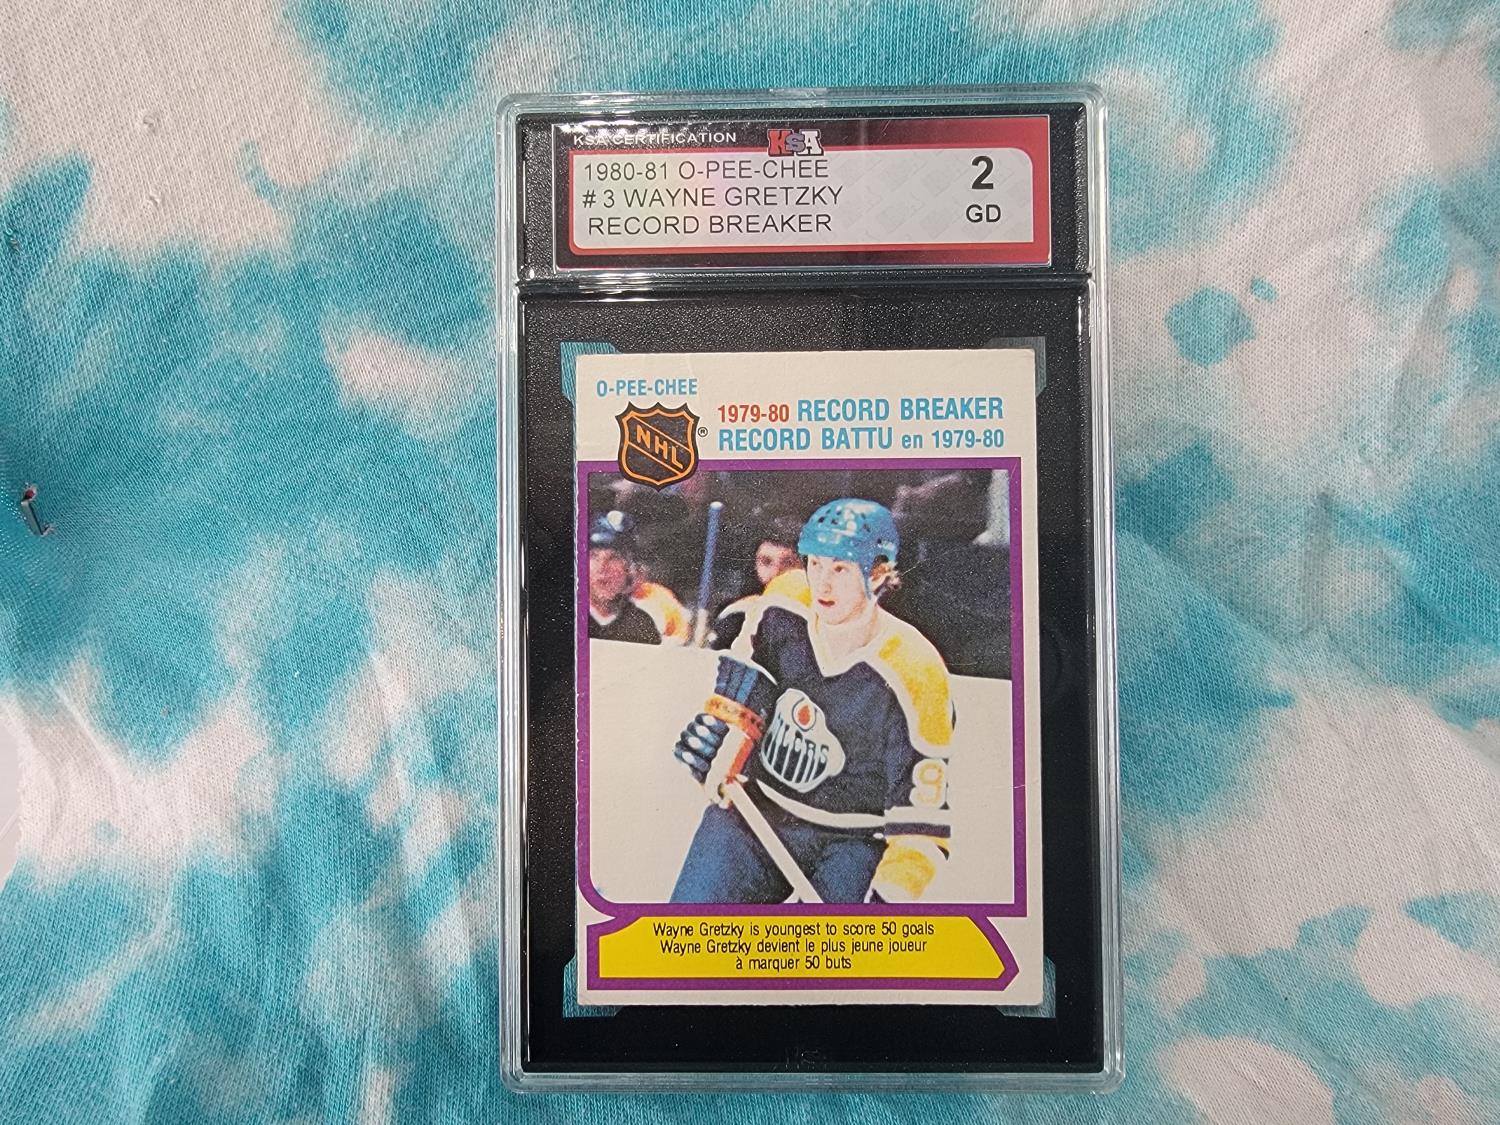 KSA CERTIFICATION
KSA
1980-81 O-PEE-CHEE
# 3 WAYNE GRETZKY
RECORD BREAKER
2
GD
O-PEE-CHEE
NHL
®
1979-80 RECORD BREAKER
RECORD BATTU en 1979-80
OILERS
9
Wayne Gretzky is youngest to score 50 goals
Wayne Gretzky devient le plus jeune joueur
à marquer 50 buts